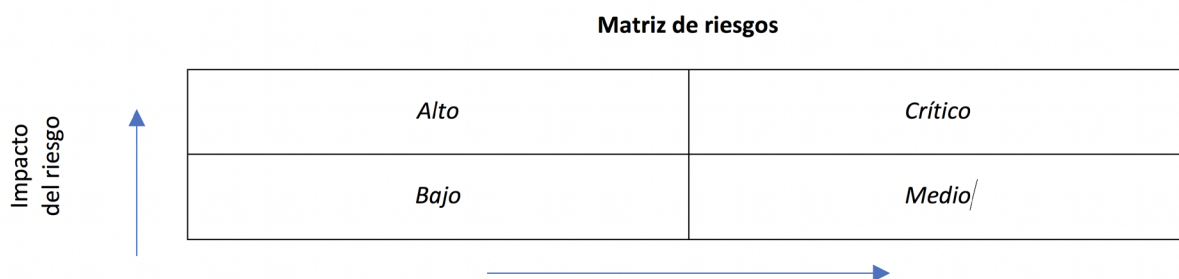 Matriz de riesgos
Impacto
del riesgo
Alto
Crítico
Bajo
Medio